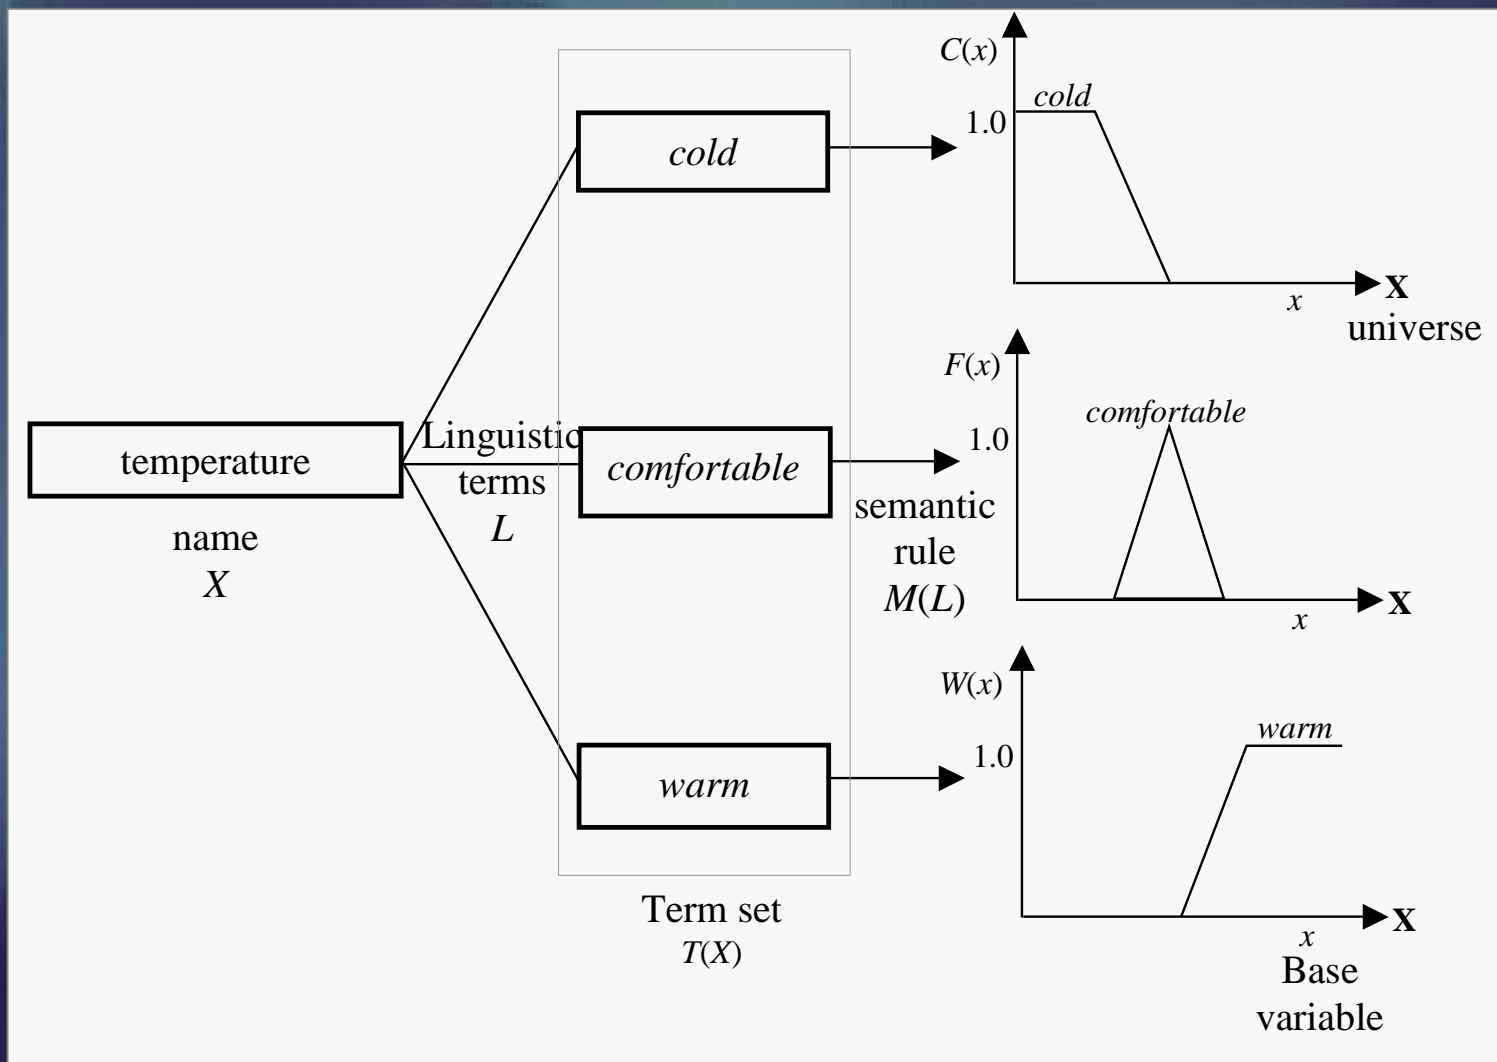 temperature
name
X
Linguistic
terms
L
cold
comfortable
warm
Term set
T(X)
semantic
rule
M(L)
C(x)
cold
1.0
x
X
universe
F(x)
comfortable
1.0
x
X
W(x)
warm
1.0
x
X
Base
variable